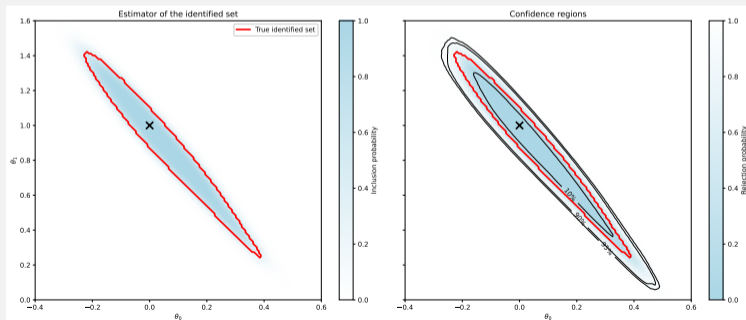 Estimator of the identified set
True identified set
1.6
1.4
1.2
1.0
0.8
0.6
0.4
0.2
0.0
θ₁
−0.4 −0.2 0.0 0.2 0.4 0.6
θ₀
1.0
0.8
0.6
0.4
0.2
0.0
Inclusion probability
Confidence regions
10%
90%
95%
−0.4 −0.2 0.0 0.2 0.4 0.6
θ₀
1.0
0.8
0.6
0.4
0.2
0.0
Rejection probability